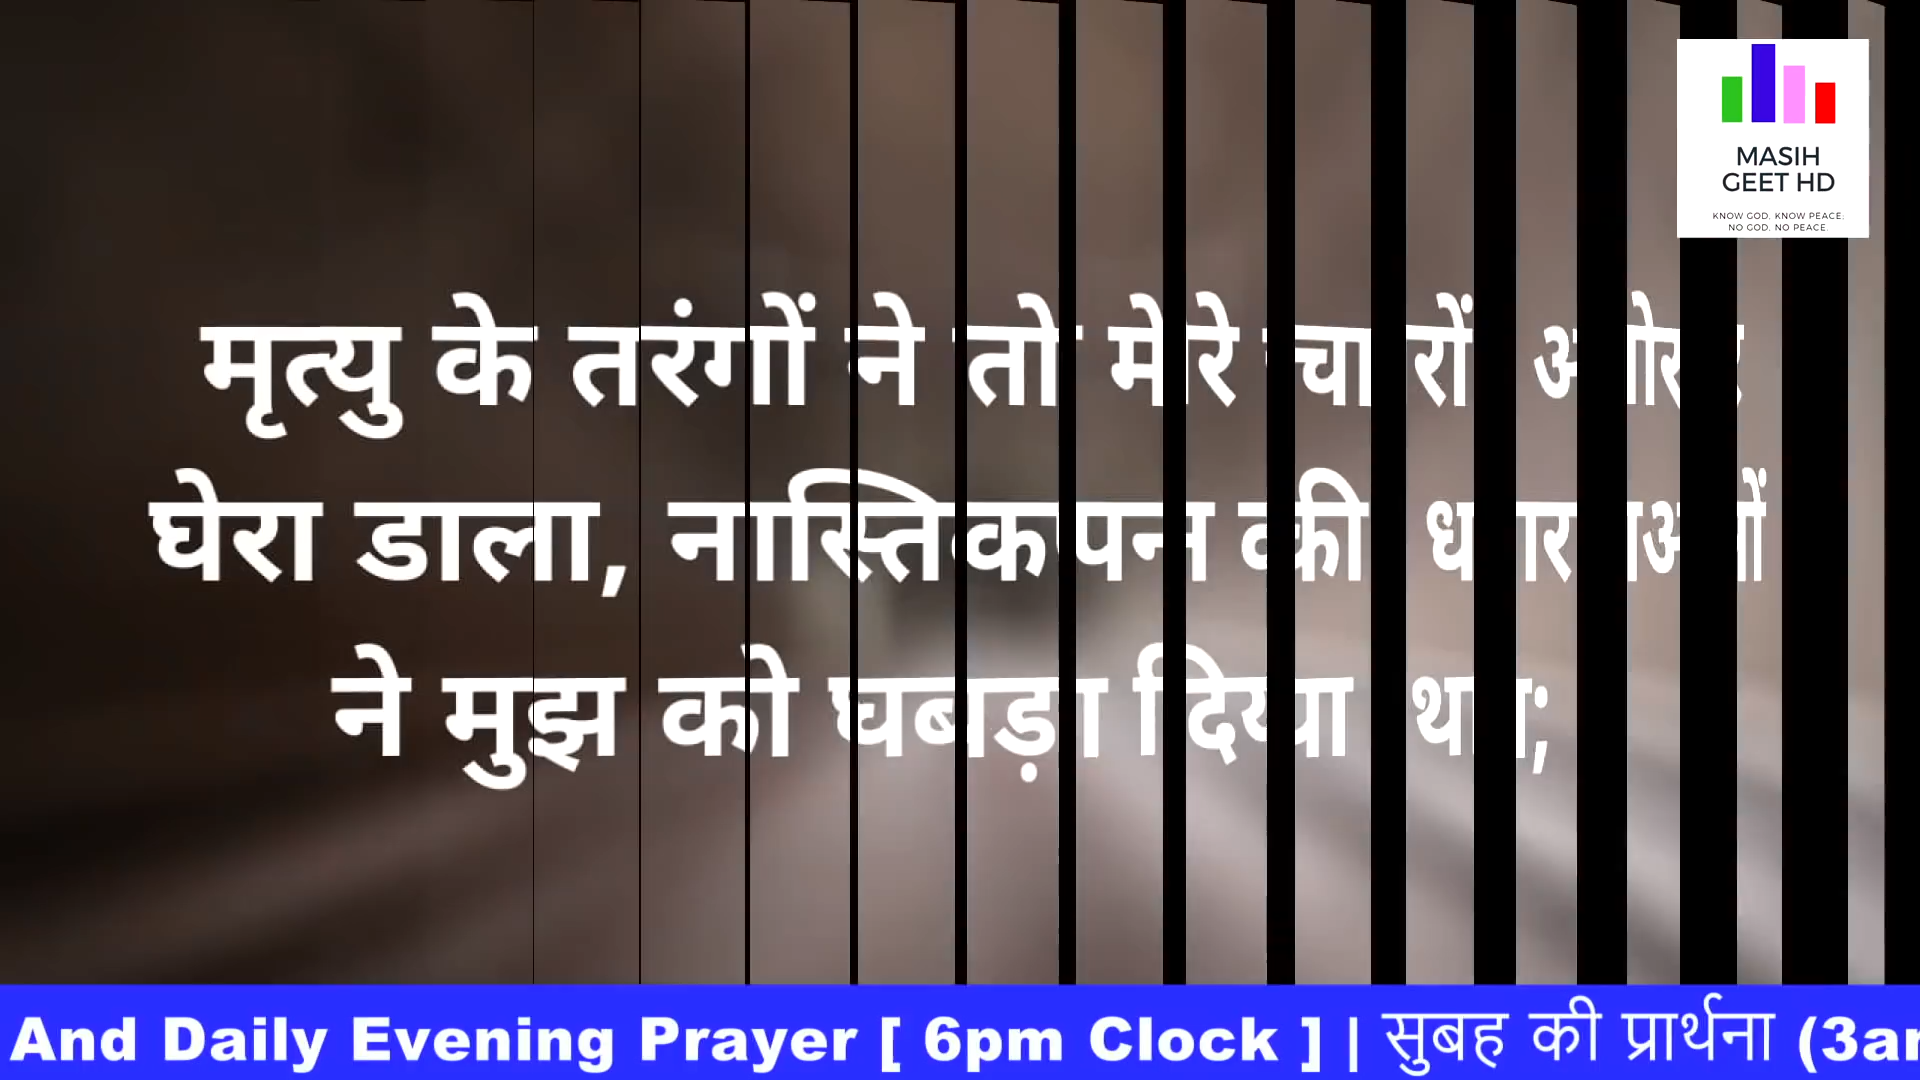 MASIH
GEET HD
KNOW GOD. KNOW PEACE;
NO GOD. NO PEACE.
मृत्यु के तरंगों ने तो मेरे चारों ओर
घेरा डाला, नास्तिकपन की धाराओं
ने मुझ को घबड़ा दिया था;
And Daily Evening Prayer [ 6pm Clock ] | सुबह की प्रार्थना (3am